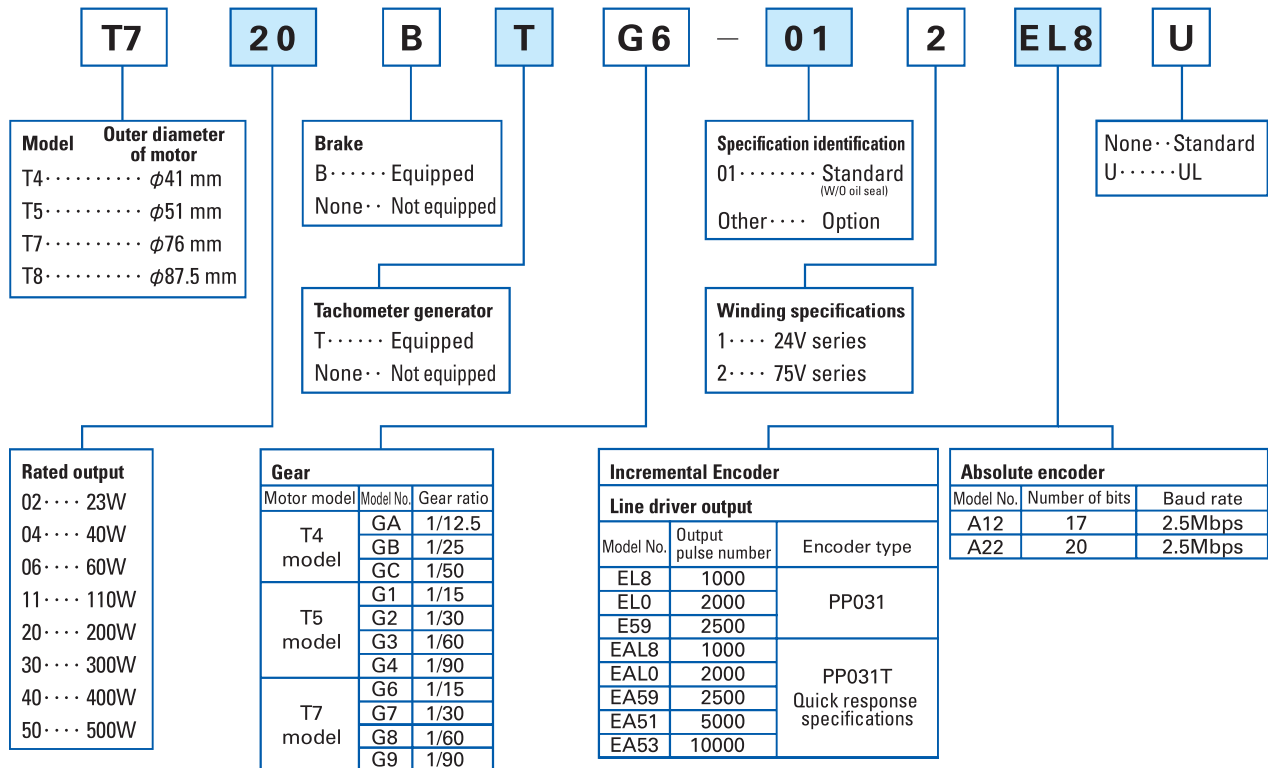 T7 20 B T G6 – 01 2 EL8 U
Model Outer diameter of motor
T4·········· φ41 mm
T5·········· φ51 mm
T7·········· φ76 mm
T8·········· φ87.5 mm
Brake
B······ Equipped
None·· Not equipped
Tachometer generator
T······ Equipped
None·· Not equipped
Specification identification
01········ Standard
(W/O oil seal)
Other···· Option
Winding specifications
1···· 24V series
2···· 75V series
None··Standard
U······UL
Rated output
02···· 23W
04···· 40W
06···· 60W
11···· 110W
20···· 200W
30···· 300W
40···· 400W
50···· 500W
Gear
Motor model Model No. Gear ratio
T4 model
GA 1/12.5
GB 1/25
GC 1/50
T5 model
G1 1/15
G2 1/30
G3 1/60
G4 1/90
T7 model
G6 1/15
G7 1/30
G8 1/60
G9 1/90
Incremental Encoder
Line driver output
Model No. Output pulse number Encoder type
EL8 1000
EL0 2000
E59 2500
PP031
EAL8 1000
EAL0 2000
EA59 2500
EA51 5000
EA53 10000
PP031T
Quick response
specifications
Absolute encoder
Model No. Number of bits Baud rate
A12 17 2.5Mbps
A22 20 2.5Mbps